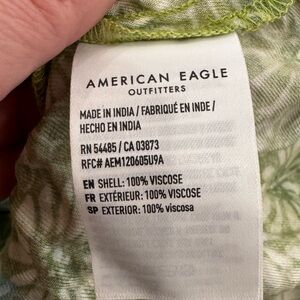 AMERICAN EAGLE
OUTFITTERS
MADE IN INDIA / FABRIQUÉ EN INDE /
HECHO EN INDIA
RN 54485 / CA 03873
RFC# AEM120605U9A
EN SHELL: 100% VISCOSE
FR EXTÉRIEUR: 100% VISCOSE
SP EXTERIOR: 100% viscosa